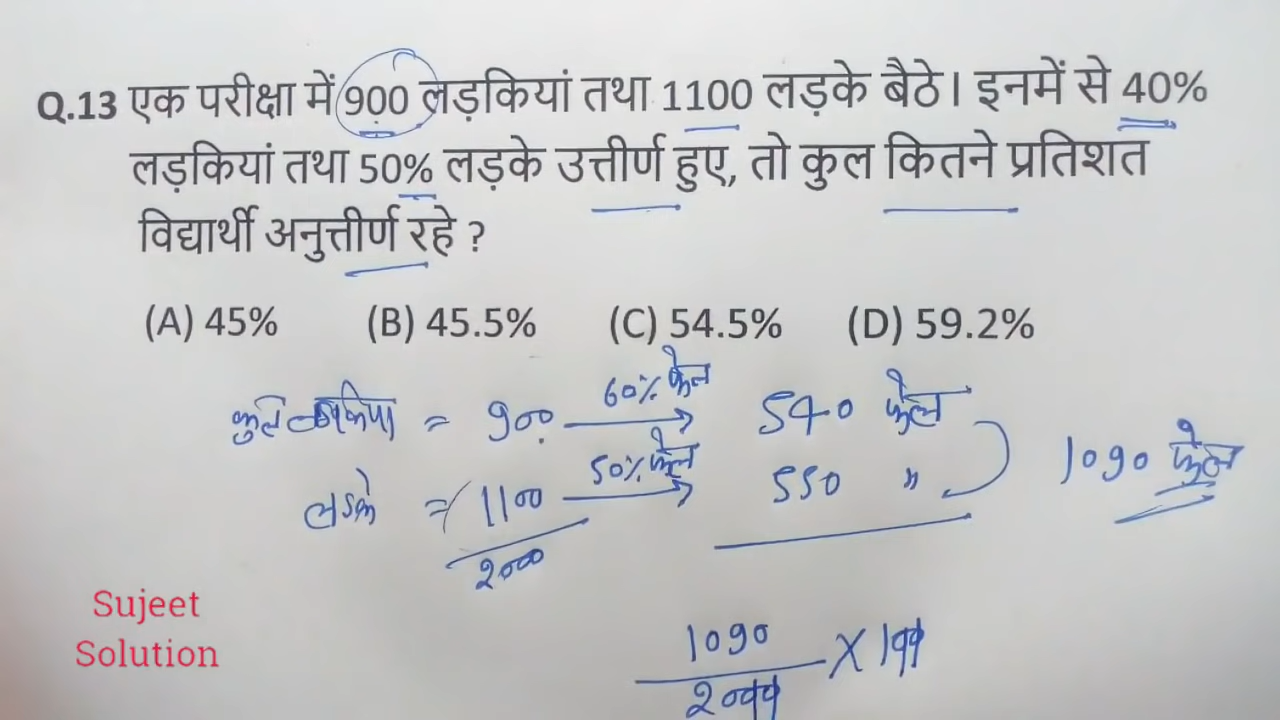 Q.13 एक परीक्षा में 900 लड़कियां तथा 1100 लड़के बैठे। इनमें से 40%
लड़कियां तथा 50% लड़के उत्तीर्ण हुए, तो कुल कितने प्रतिशत
विद्यार्थी अनुत्तीर्ण रहे ?
(A) 45% (B) 45.5% (C) 54.5% (D) 59.2%
कुल लड़किया = 900 60% फेल 540 फेल
लडके = 1100 50% फेल 550 "
1090 फेल
2000
1090
2000 X 100
Sujeet
Solution